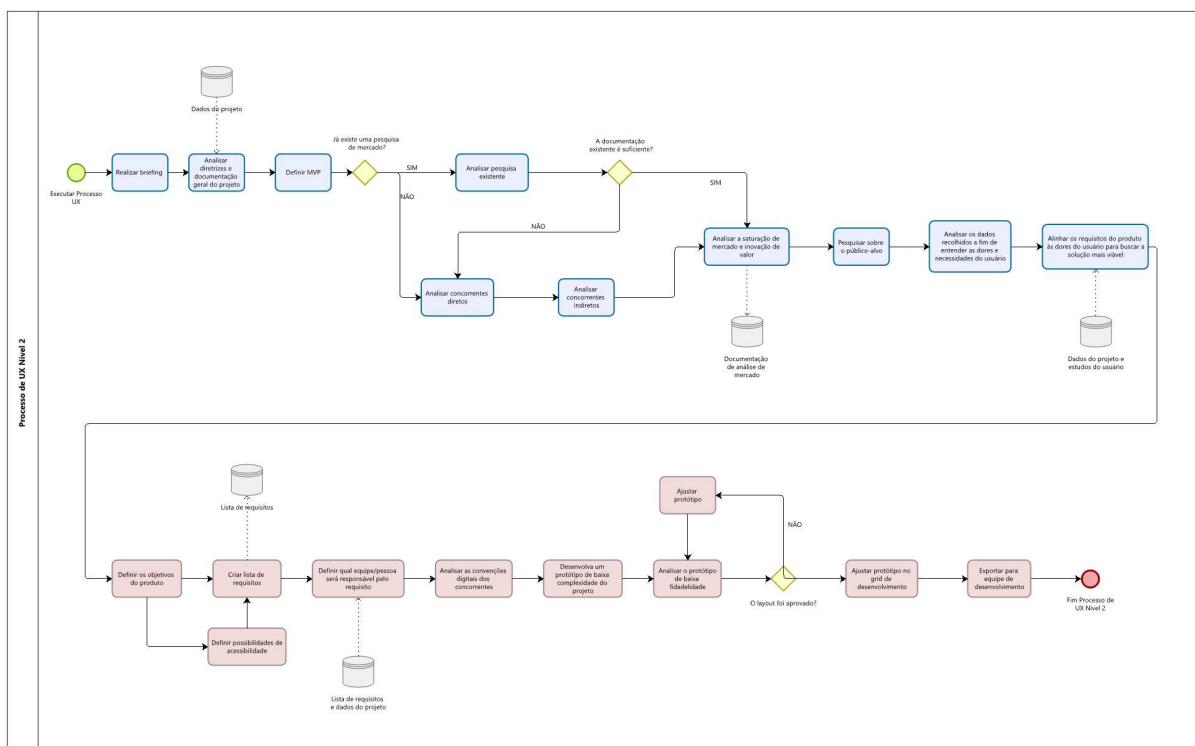 Processo de UX Nível 2
Dados do projeto
Já existe uma pesquisa
de mercado?
A documentação
existente é suficiente?
Executar Processo
UX
Realizar briefing
Analisar
diretrizes e
documentação
geral do projeto
Definir MVP
SIM
Analisar pesquisa
existente
SIM
NÃO
NÃO
Analisar concorrentes
diretos
Analisar
concorrentes
indiretos
Analisar a saturação de
mercado e inovação de
valor
Pesquisar sobre
o público-alvo
Analisar os dados
recolhidos a fim de
entender as dores e
necessidades do usuário
Alinhar os requisitos do produto
às dores do usuário para buscar a
solução mais viável
Documentação
de análise de
mercado
Dados do projeto e
estudos do usuário
Lista de requisitos
Ajustar
protótipo
NÃO
Definir os objetivos
do produto
Criar lista de
requisitos
Definir qual equipe/pessoa
será responsável pelo
requisito
Analisar as convenções
digitais dos
concorrentes
Desenvolva um
protótipo de baixa
complexidade do
projeto
Analisar o protótipo
de baixa
fidadelidade
O layout foi aprovado?
Ajustar protótipo no
grid de
desenvolvimento
Exportar para
equipe de
desenvolvimento
Fim Processo de
UX Nivel 2
Definir possibilidades de
acessibilidade
Lista de requisitos
e dados do projeto